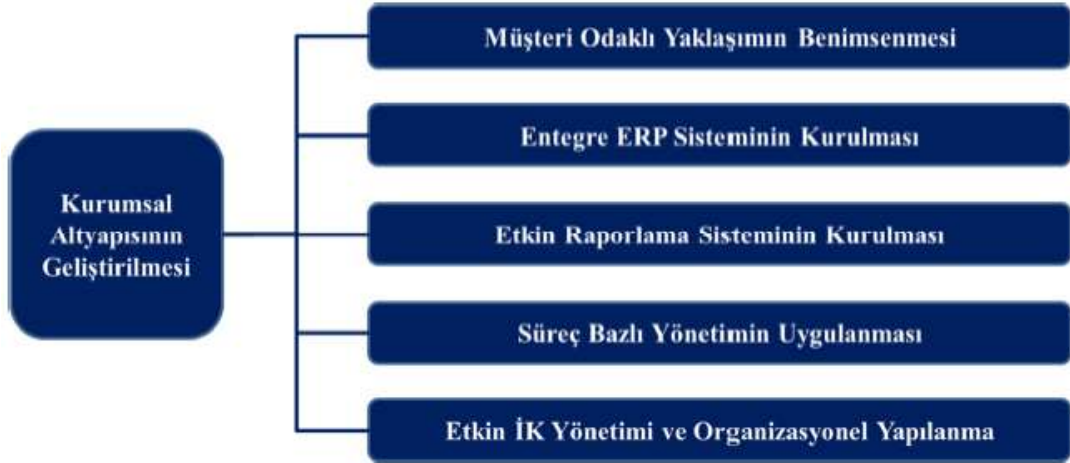 Kurumsal
Altyapısının
Geliştirilmesi
Müşteri Odaklı Yaklaşımın Benimsenmesi
Entegre ERP Sisteminin Kurulması
Etkin Raporlama Sisteminin Kurulması
Süreç Bazlı Yönetimin Uygulanması
Etkin İK Yönetimi ve Organizasyonel Yapılanma